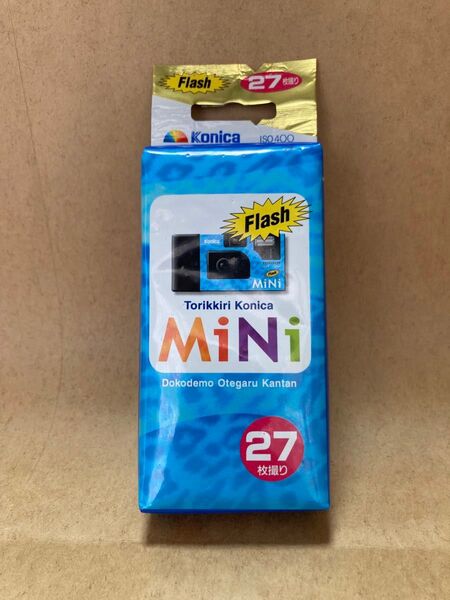 Flash
27枚撮り
Konica
ISO400
Flash
Konica
MiNi
Torikkiri Konica
MiNi
Dokodemo Otegaru Kantan
27
枚撮り